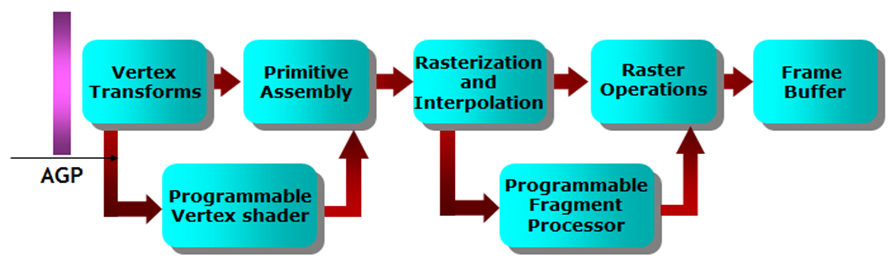 Vertex
Transforms
Primitive
Assembly
Rasterization
and
Interpolation
Raster
Operations
Frame
Buffer
AGP
Programmable
Vertex shader
Programmable
Fragment
Processor